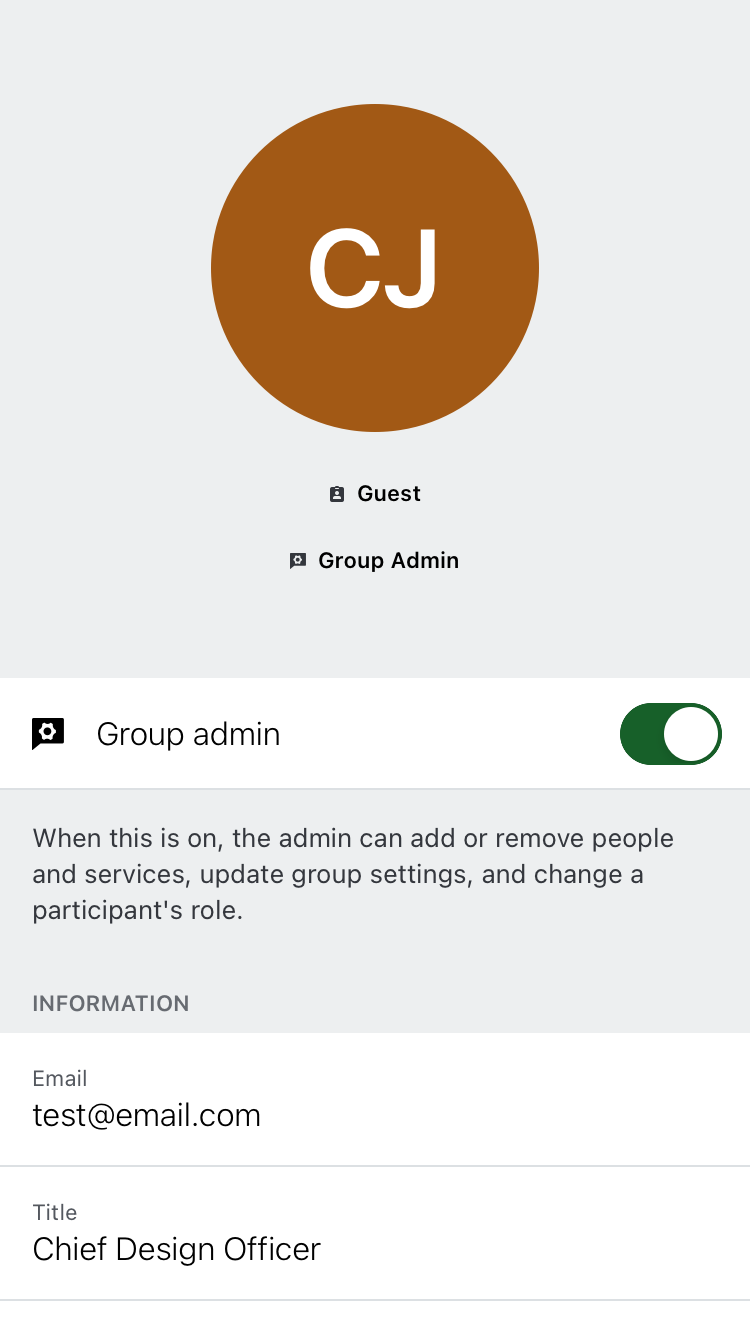 CJ
Guest
Group Admin
Group admin
When this is on, the admin can add or remove people
and services, update group settings, and change a
participant's role.
INFORMATION
Email
test@email.com
Title
Chief Design Officer